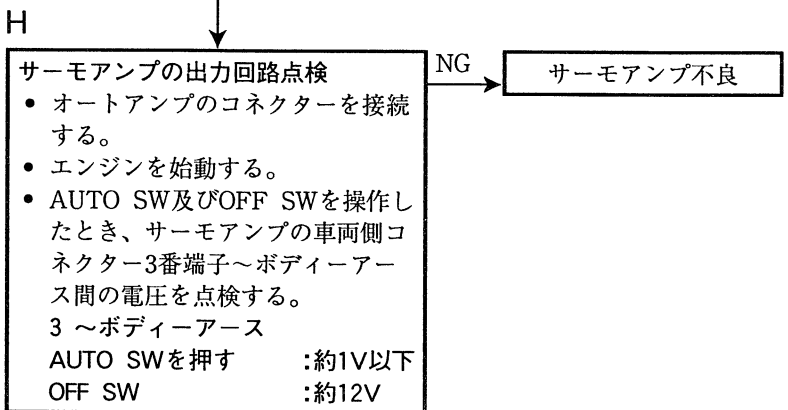 H
サーモアンプの出力回路点検
• オートアンプのコネクターを接続
する。
• エンジンを始動する。
• AUTO SW及びOFF SWを操作し
たとき、サーモアンプの車両側コ
ネクター3番端子～ボディーアー
ス間の電圧を点検する。
3 ～ボディーアース
AUTO SWを押す :約1V以下
OFF SW :約12V
NG
サーモアンプ不良